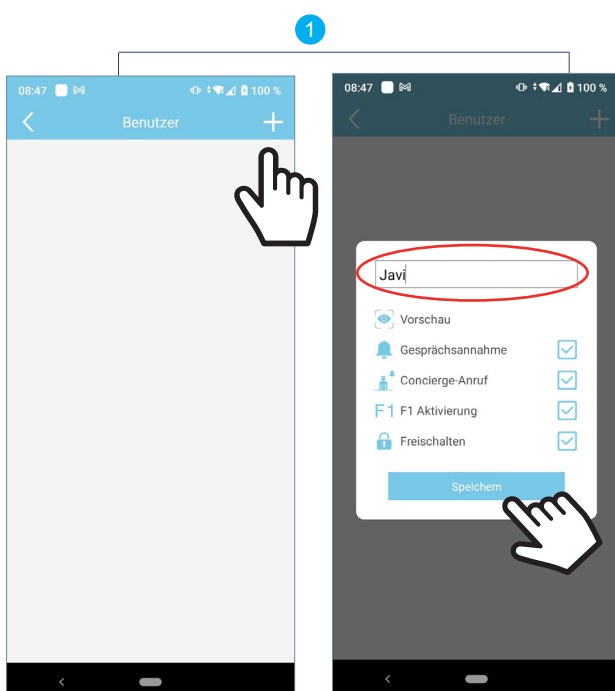 1
08:47
100 %
Benutzer
08:47
100 %
Benutzer
Javi
Vorschau
Gesprächsannahme
Concierge-Anruf
F1 F1 Aktivierung
Freischalten
Speichern